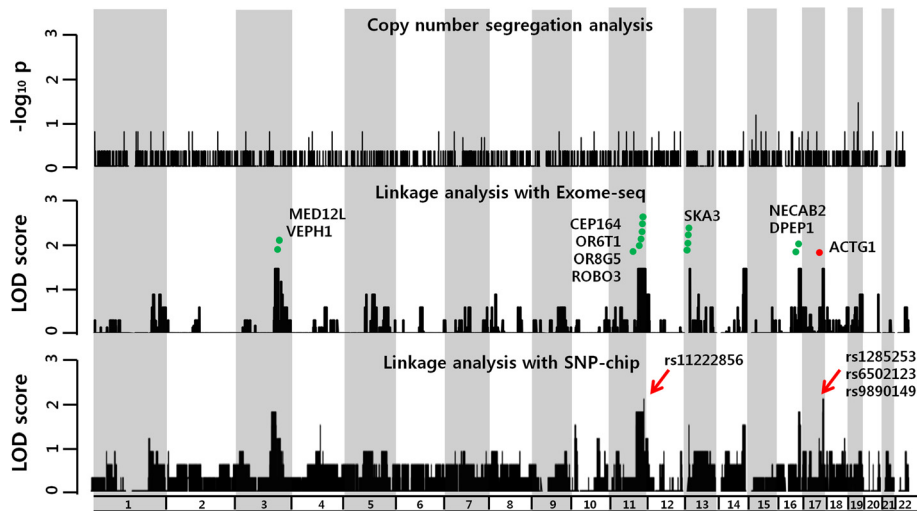 Copy number segregation analysis
-log10 p
3
2
1
0
Linkage analysis with Exome-seq
LOD score
3
2
1
0
MED12L
VEPH1
CEP164
OR6T1
OR8G5
ROBO3
SKA3
NECAB2
DPEP1
ACTG1
Linkage analysis with SNP-chip
LOD score
3
2
1
0
rs11222856
rs1285253
rs6502123
rs9890149
1 2 3 4 5 6 7 8 9 10 11 12 13 14 15 16 17 18 19 20 21 22